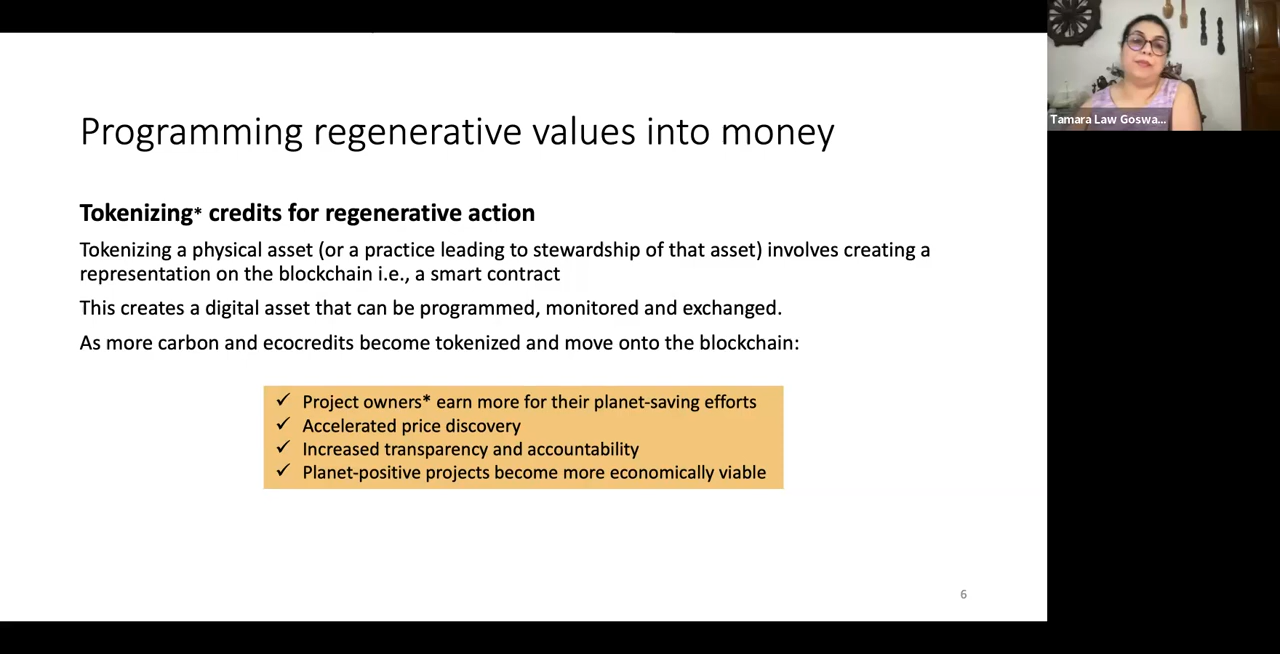 Programming regenerative values into money
Tokenizing* credits for regenerative action
Tokenizing a physical asset (or a practice leading to stewardship of that asset) involves creating a
representation on the blockchain i.e., a smart contract
This creates a digital asset that can be programmed, monitored and exchanged.
As more carbon and ecocredits become tokenized and move onto the blockchain:
✓ Project owners* earn more for their planet-saving efforts
✓ Accelerated price discovery
✓ Increased transparency and accountability
✓ Planet-positive projects become more economically viable
6
Tamara Law Goswa...